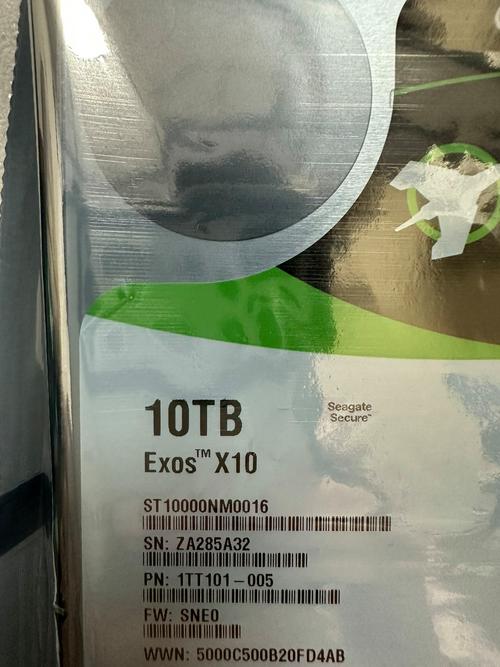 10TB
Seagate
Secure™
Exos™ X10
ST10000NM0016
SN: ZA285A32
PN: 1TT101-005
FW: SNE0
WWN: 5000C500B20FD4AB